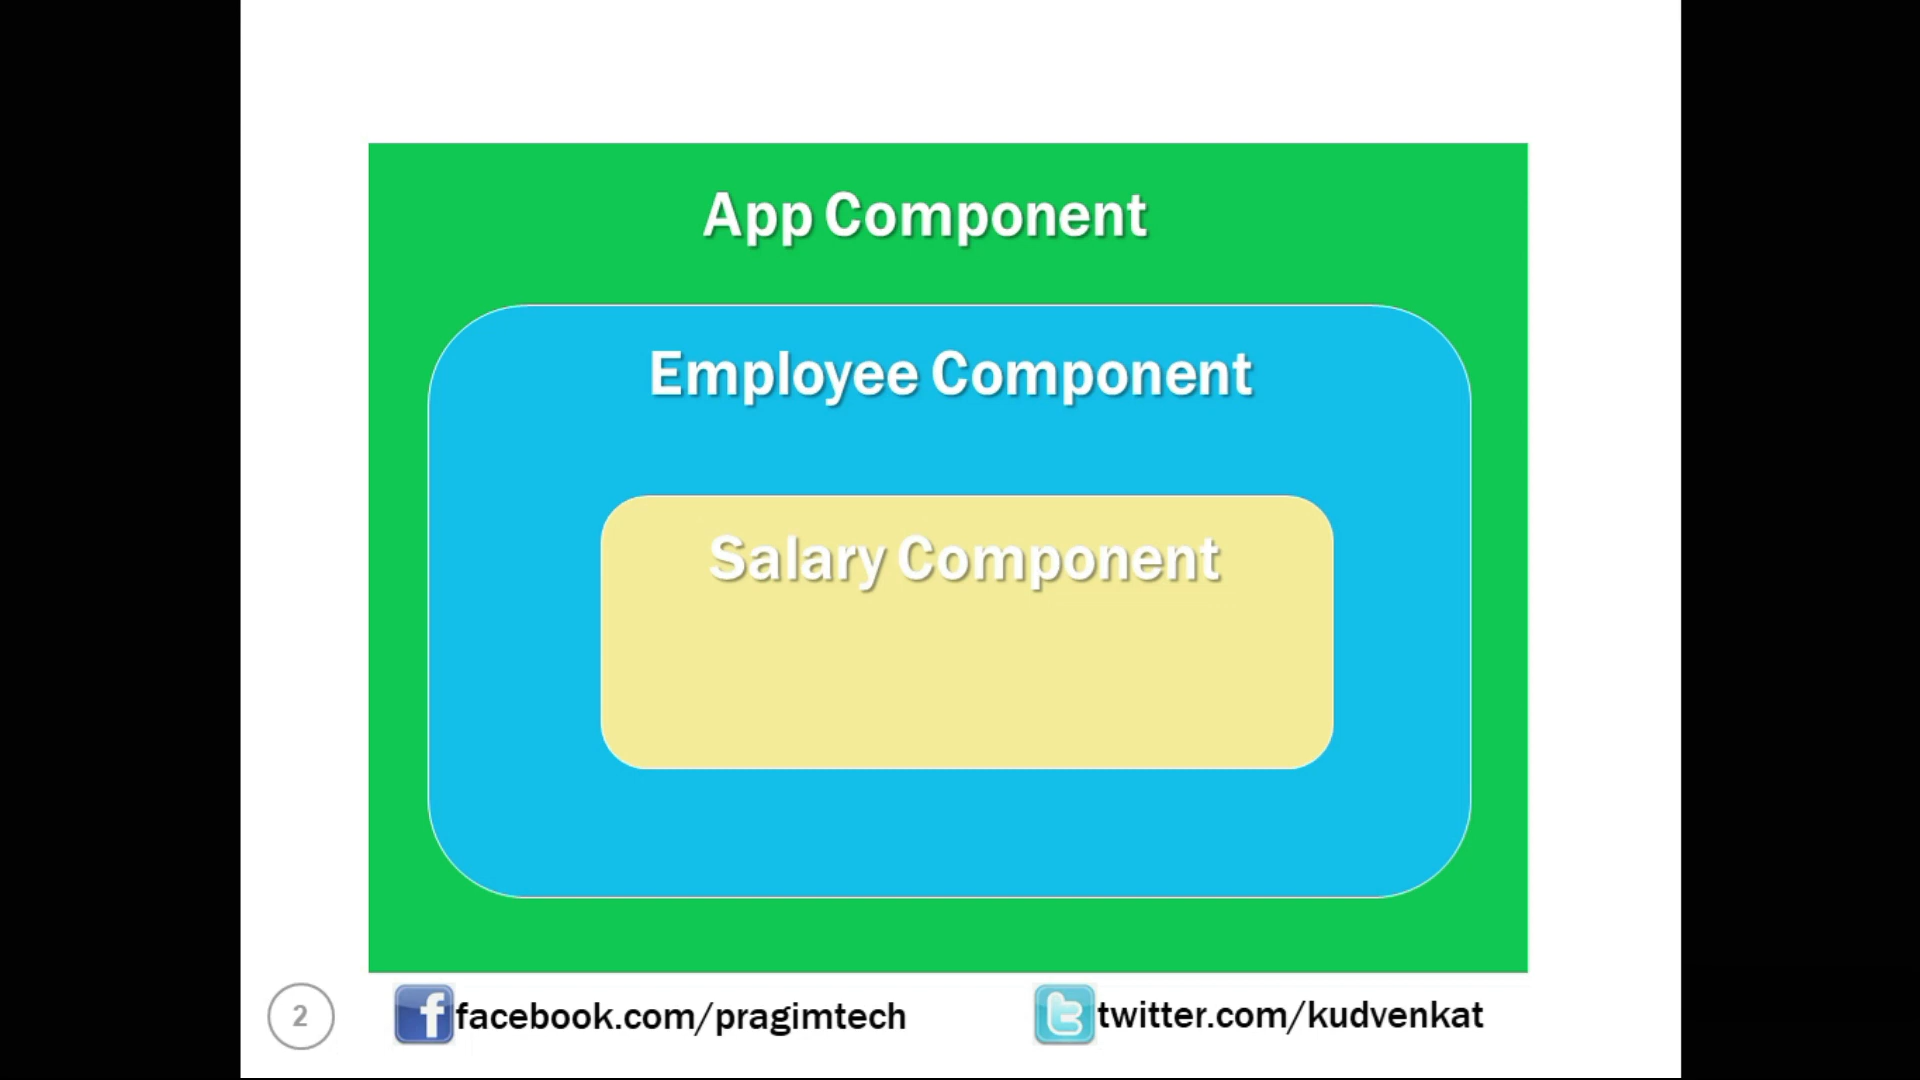 App Component
Employee Component
Salary Component
2
facebook.com/pragimtech
twitter.com/kudvenkat